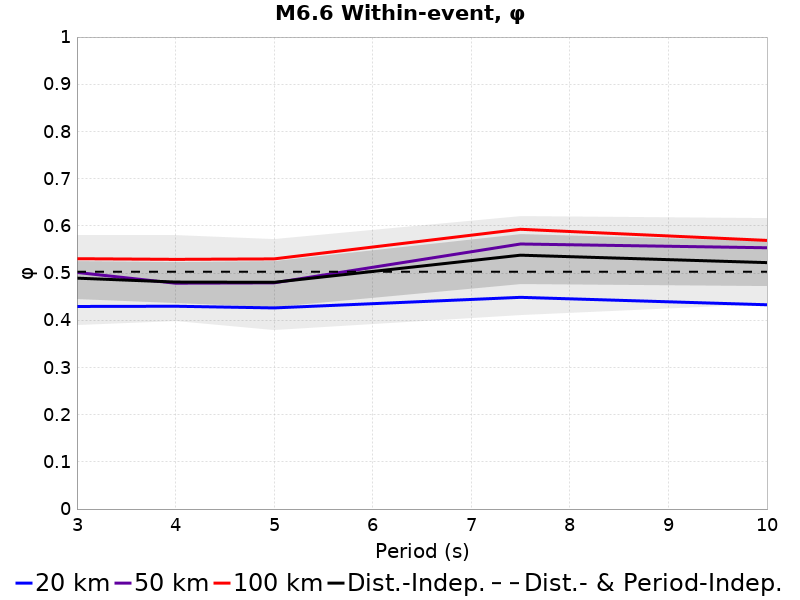 M6.6 Within-event, φ
1
0.9
0.8
0.7
0.6
0.5
0.4
0.3
0.2
0.1
0
φ
3 4 5 6 7 8 9 10
Period (s)
20 km 50 km 100 km Dist.-Indep. Dist.- & Period-Indep.